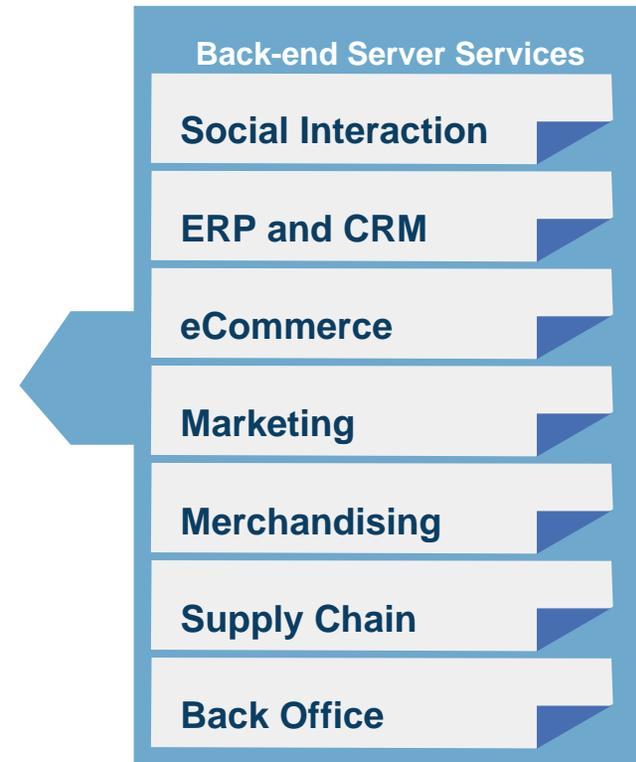 Back-end Server Services
Social Interaction
ERP and CRM
eCommerce
Marketing
Merchandising
Supply Chain
Back Office